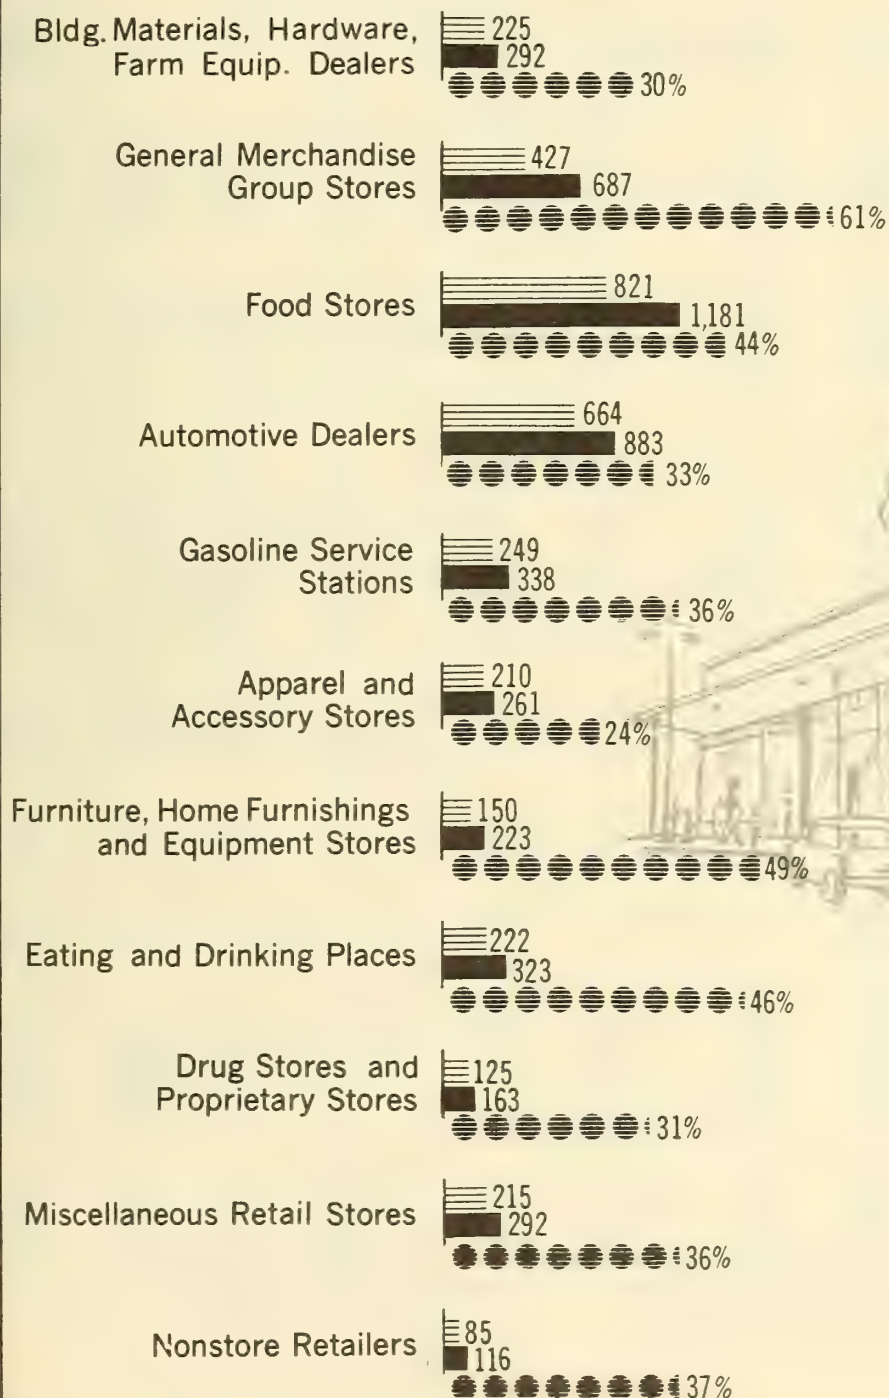 Bldg. Materials, Hardware,
Farm Equip. Dealers
225
292
30%
General Merchandise
Group Stores
427
687
61%
Food Stores
821
1,181
44%
Automotive Dealers
664
883
33%
Gasoline Service
Stations
249
338
36%
Apparel and
Accessory Stores
210
261
24%
Furniture, Home Furnishings
and Equipment Stores
150
223
49%
Eating and Drinking Places
222
323
46%
Drug Stores and
Proprietary Stores
125
163
31%
Miscellaneous Retail Stores
215
292
36%
Nonstore Retailers
85
116
37%